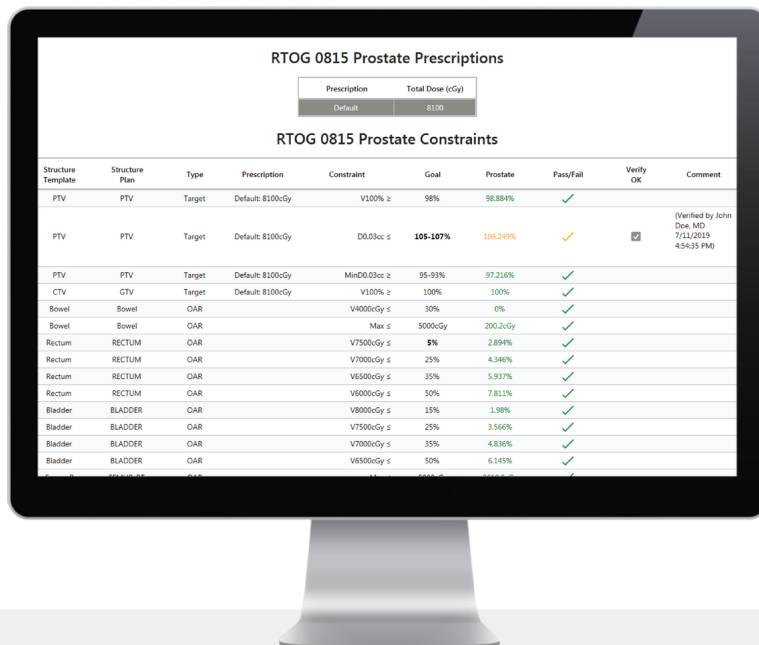 RTOG 0815 Prostate Prescriptions
Prescription Total Dose (cGy)
Default 8100
RTOG 0815 Prostate Constraints
Structure Template Structure Plan Type Prescription Constraint Goal Prostate Pass/Fail Verify OK Comment
PTV PTV Target Default: 8100cGy V100% ≥ 98% 98.884%
PTV PTV Target Default: 8100cGy D0.03cc ≤ 105-107% 106.249% (Verified by John Doe, MD 7/11/2019 4:54:35 PM)
PTV PTV Target Default: 8100cGy MinD0.03cc ≥ 95-93% 97.216%
CTV GTV Target Default: 8100cGy V100% ≥ 100% 100%
Bowel Bowel OAR V4000cGy ≤ 30% 0%
Bowel Bowel OAR Max ≤ 5000cGy 200.2cGy
Rectum RECTUM OAR V7500cGy ≤ 5% 2.894%
Rectum RECTUM OAR V7000cGy ≤ 25% 4.346%
Rectum RECTUM OAR V6500cGy ≤ 35% 5.937%
Rectum RECTUM OAR V6000cGy ≤ 50% 7.811%
Bladder BLADDER OAR V8000cGy ≤ 15% 1.98%
Bladder BLADDER OAR V7500cGy ≤ 25% 3.566%
Bladder BLADDER OAR V7000cGy ≤ 35% 4.836%
Bladder BLADDER OAR V6500cGy ≤ 50% 6.145%